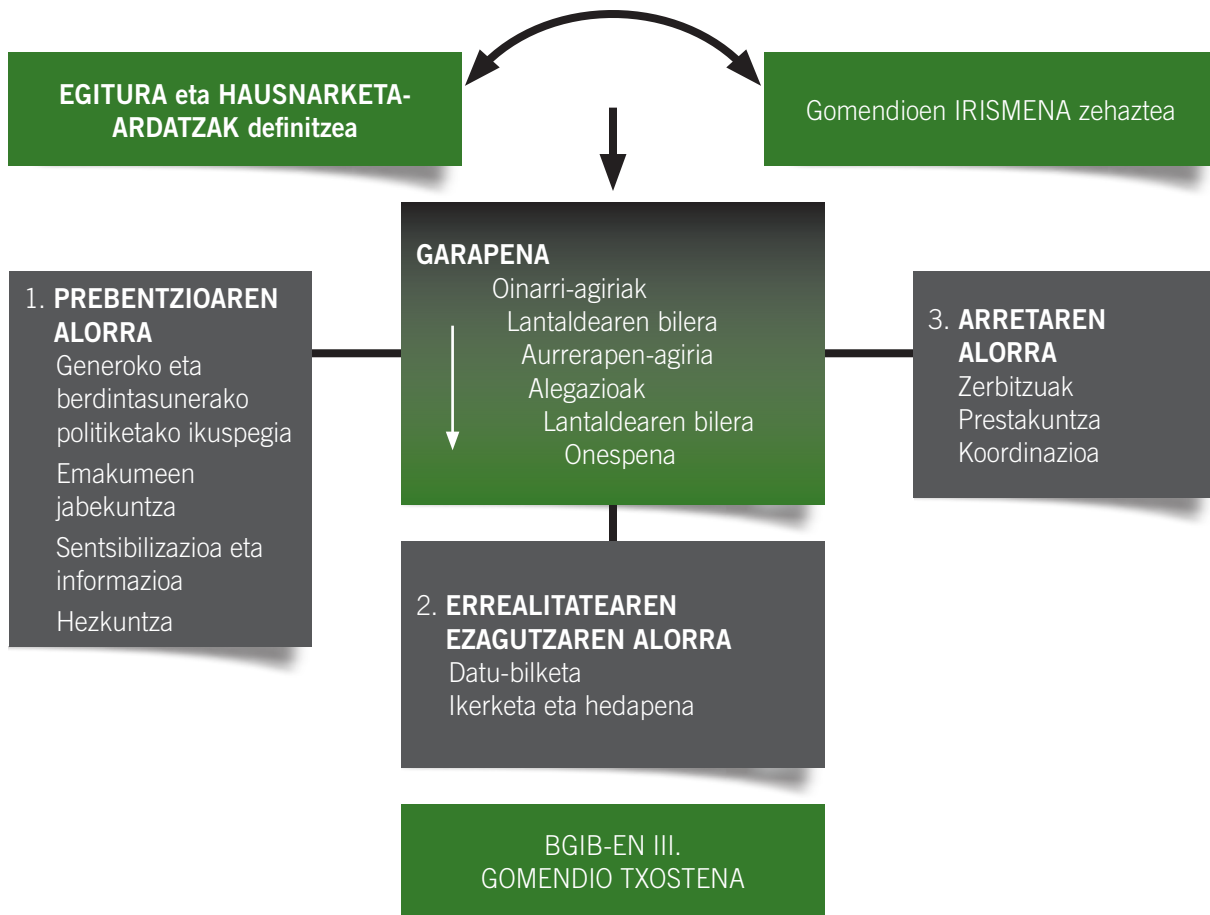 EGITURA eta HAUSNARKETA-
ARDATZAK definitzea
Gomendioen IRISMENA zehaztea
GARAPENA
Oinarri-agiriak
Lantaldearen bilera
Aurrerapen-agiria
Alegazioak
Lantaldearen bilera
Onespena
1. PREBENTZIOAREN
ALORRA
Generoko eta
berdintasunerako
politiketako ikuspegia
Emakumeen
jabekuntza
Sentsibilizazioa eta
informazioa
Hezkuntza
2. ERREALITATEAREN
EZAGUTZAREN ALORRA
Datu-bilketa
Ikerketa eta hedapena
3. ARRETAREN
ALORRA
Zerbitzuak
Prestakuntza
Koordinazioa
BGIB-EN III.
GOMENDIO TXOSTENA